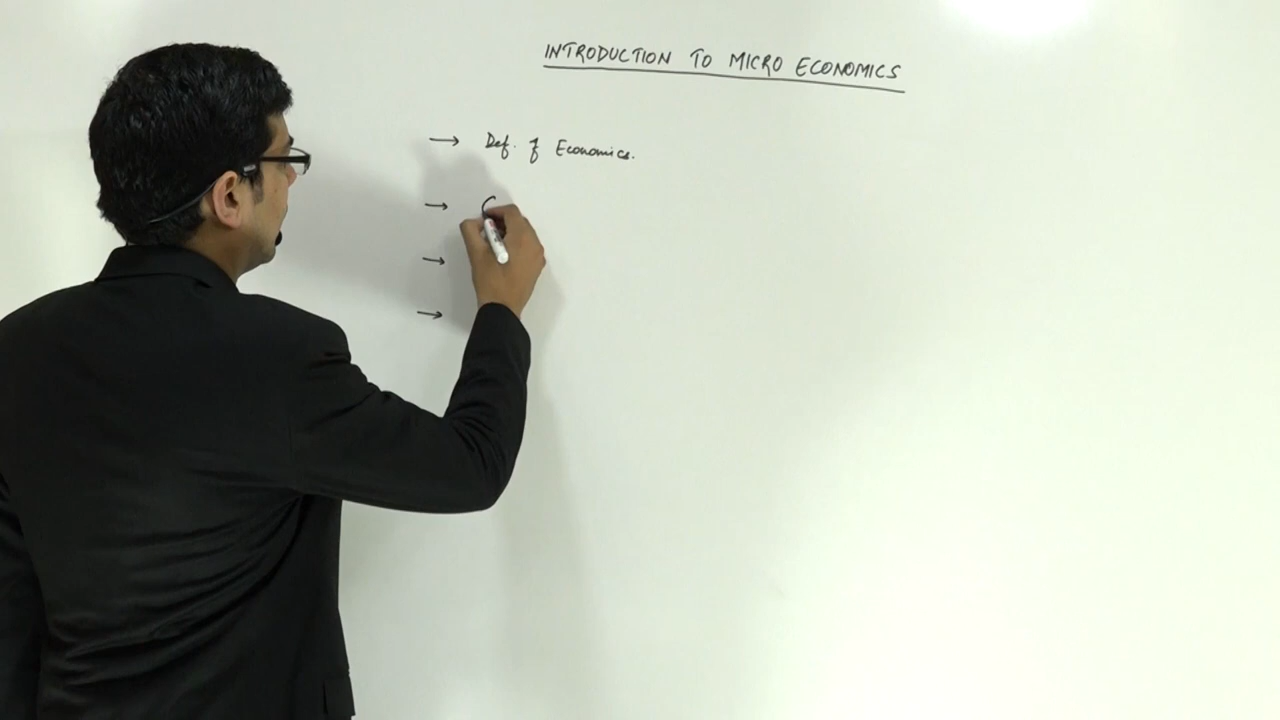 INTRODUCTION TO MICRO ECONOMICS
→ Def. of Economics.
→
→
→